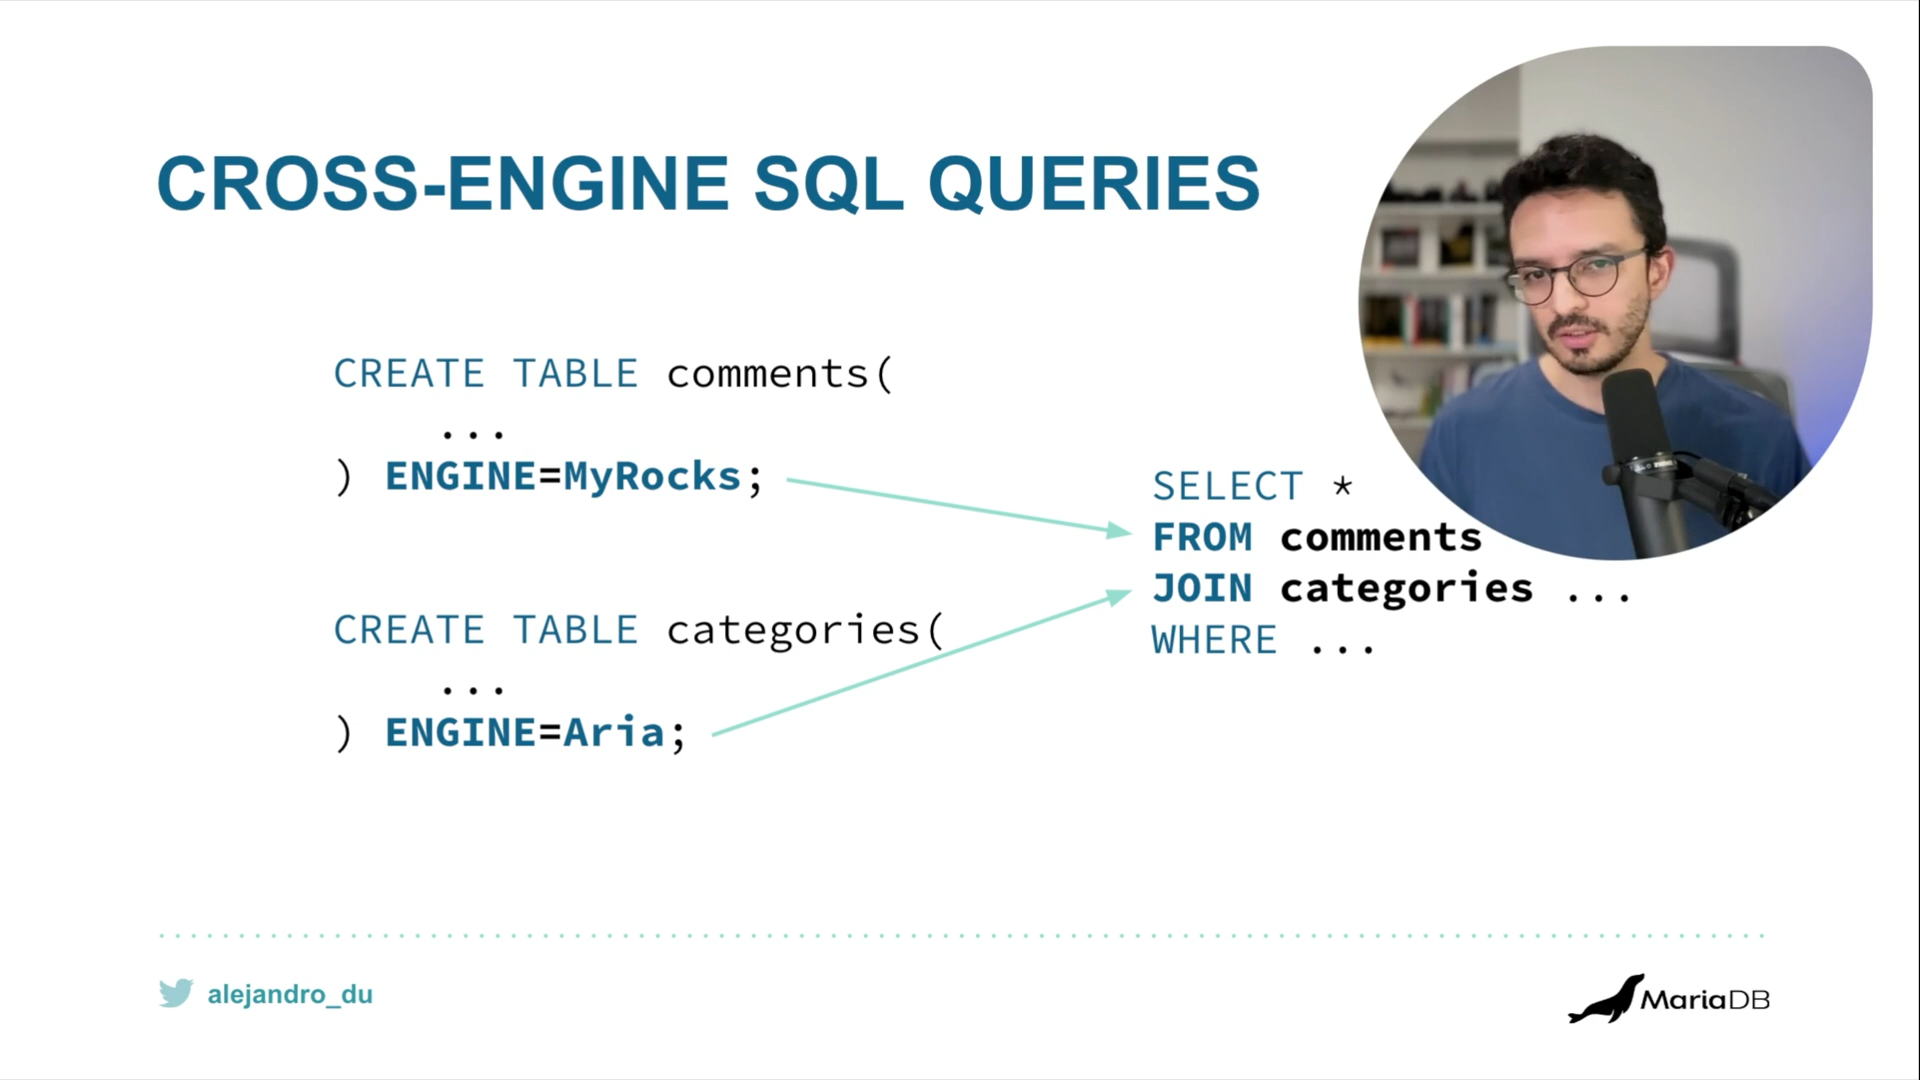 CROSS-ENGINE SQL QUERIES
CREATE TABLE comments(
...
) ENGINE=MyRocks;
CREATE TABLE categories(
...
) ENGINE=Aria;
SELECT *
FROM comments
JOIN categories ...
WHERE ...
alejandro_du
MariaDB